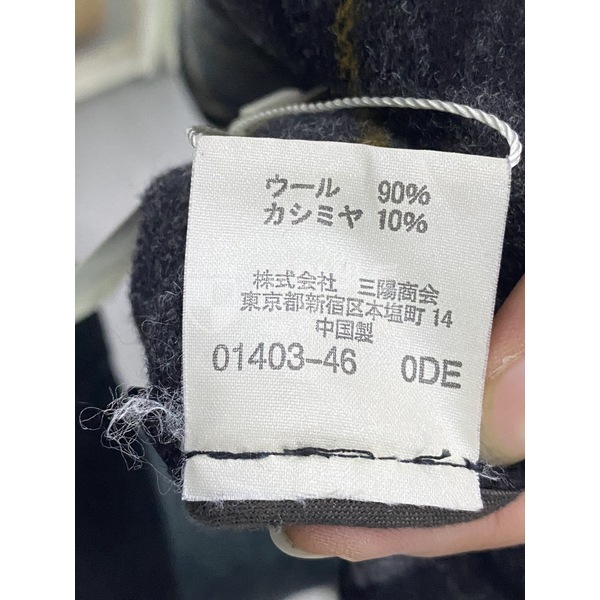 ウール 90%
カシミヤ 10%
株式会社 三陽商会
東京都新宿区本塩町 14
中国製
01403-46 0DE